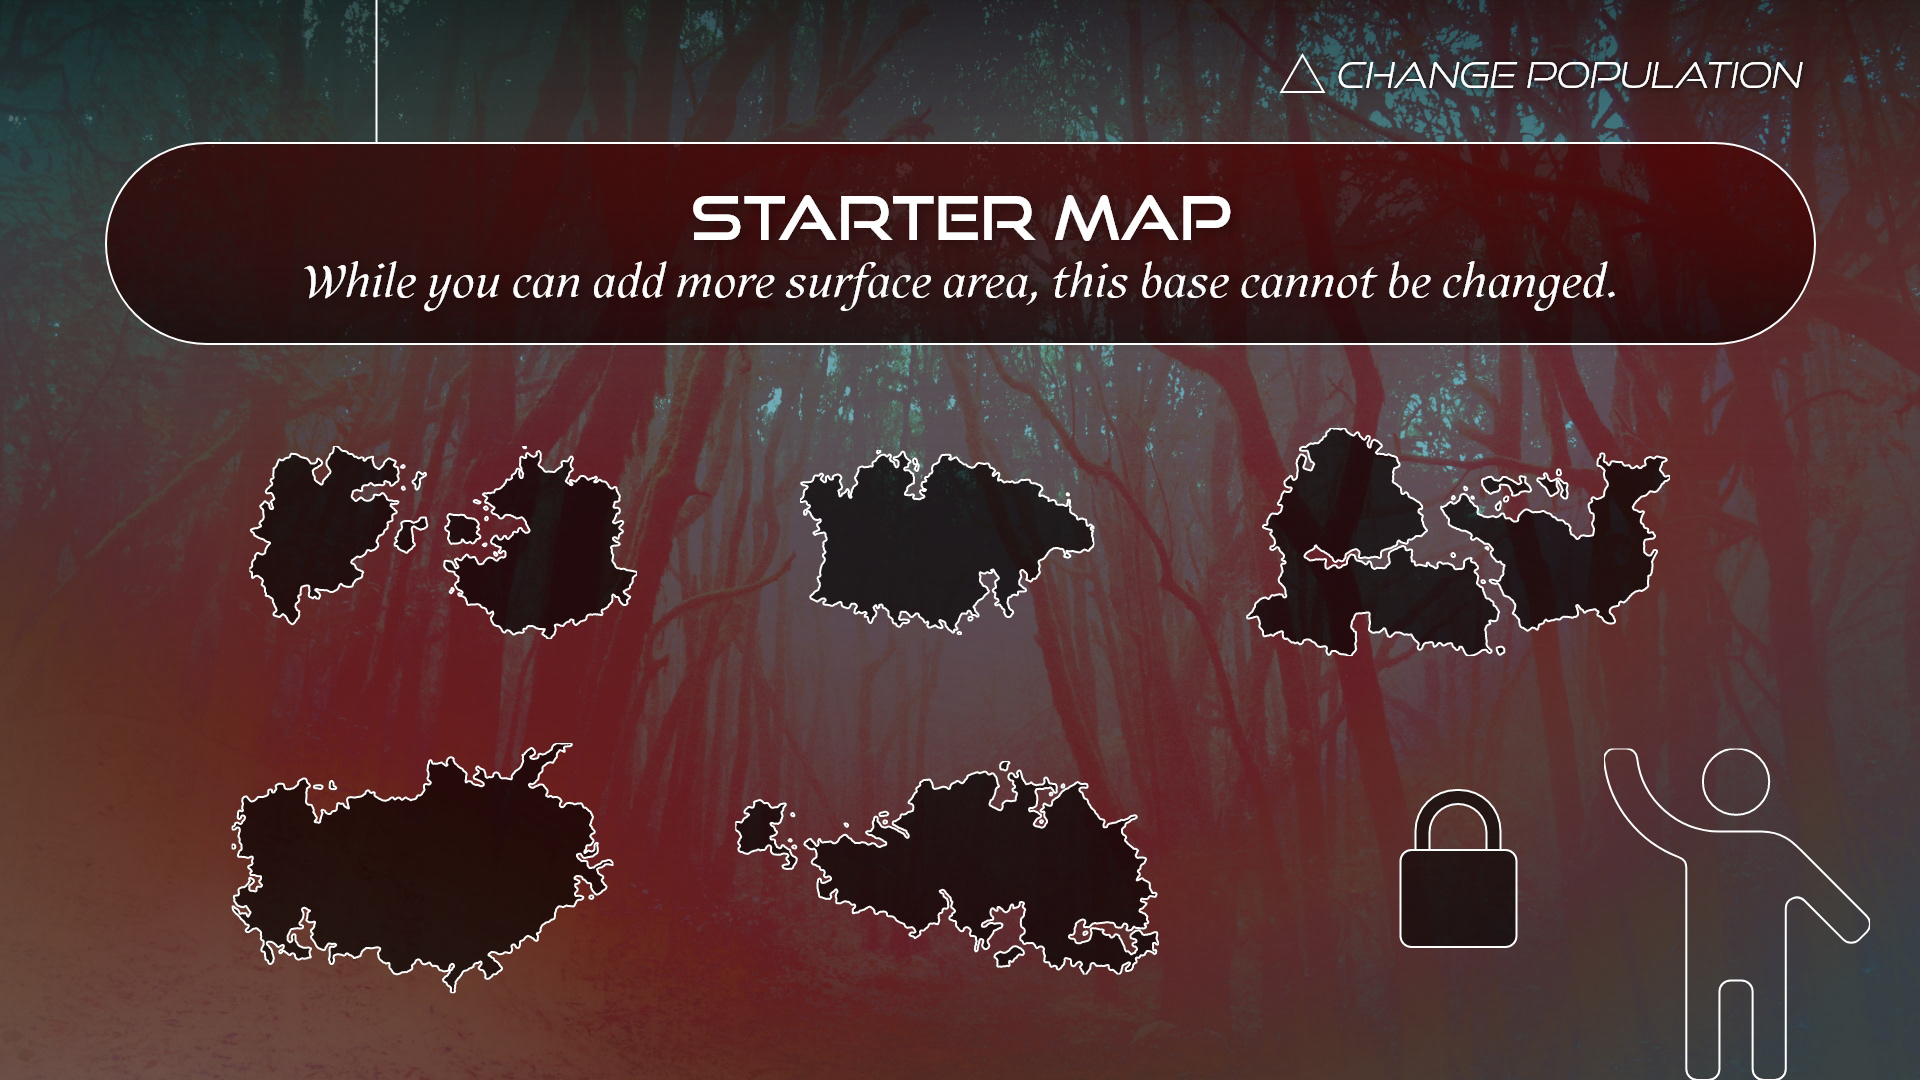 CHANGE POPULATION
STARTER MAP
While you can add more surface area, this base cannot be changed.